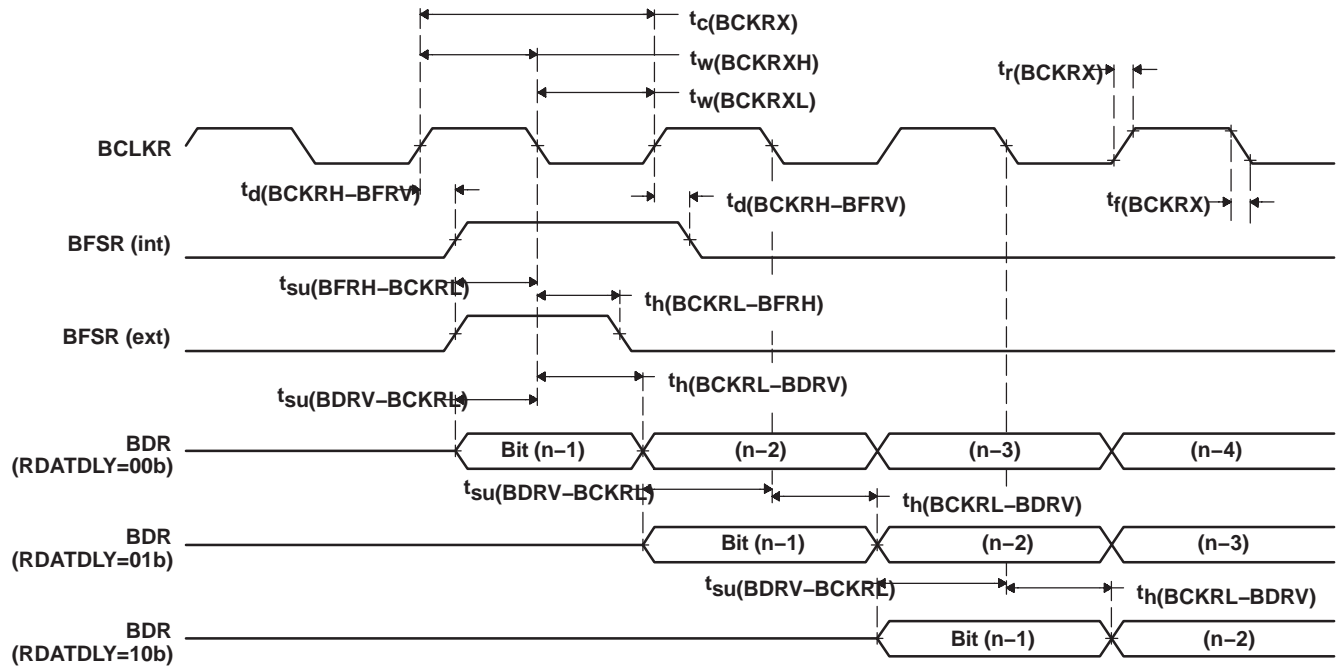 tc(BCKRX)
tw(BCKRXH)
tr(BCKRX)
tw(BCKRXL)
BCLKR
td(BCKRH–BFRV)
td(BCKRH–BFRV)
tf(BCKRX)
BFSR (int)
tsu(BFRH–BCKRL)
th(BCKRL–BFRH)
BFSR (ext)
th(BCKRL–BDRV)
tsu(BDRV–BCKRL)
BDR
(RDATDLY=00b)
Bit (n–1)
(n–2)
(n–3)
(n–4)
tsu(BDRV–BCKRL)
th(BCKRL–BDRV)
BDR
(RDATDLY=01b)
Bit (n–1)
(n–2)
(n–3)
tsu(BDRV–BCKRL)
th(BCKRL–BDRV)
BDR
(RDATDLY=10b)
Bit (n–1)
(n–2)